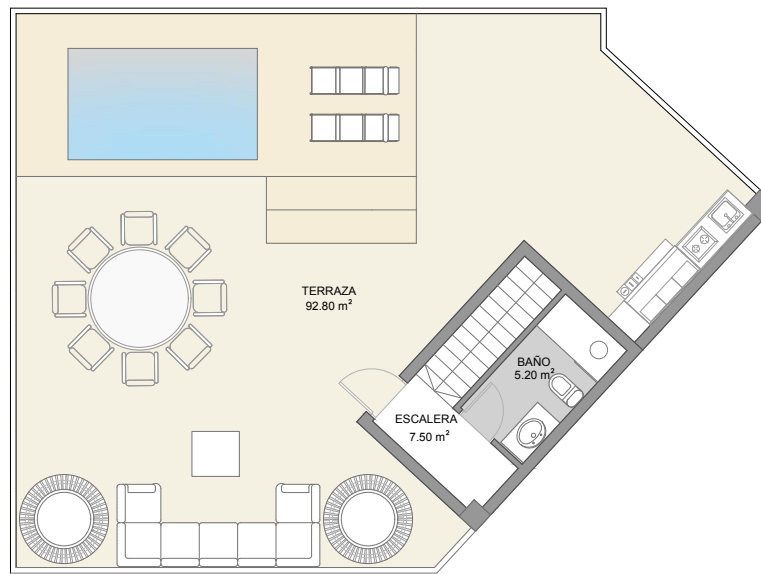 TERRAZA
92.80 m²
BAÑO
5.20 m²
ESCALERA
7.50 m²